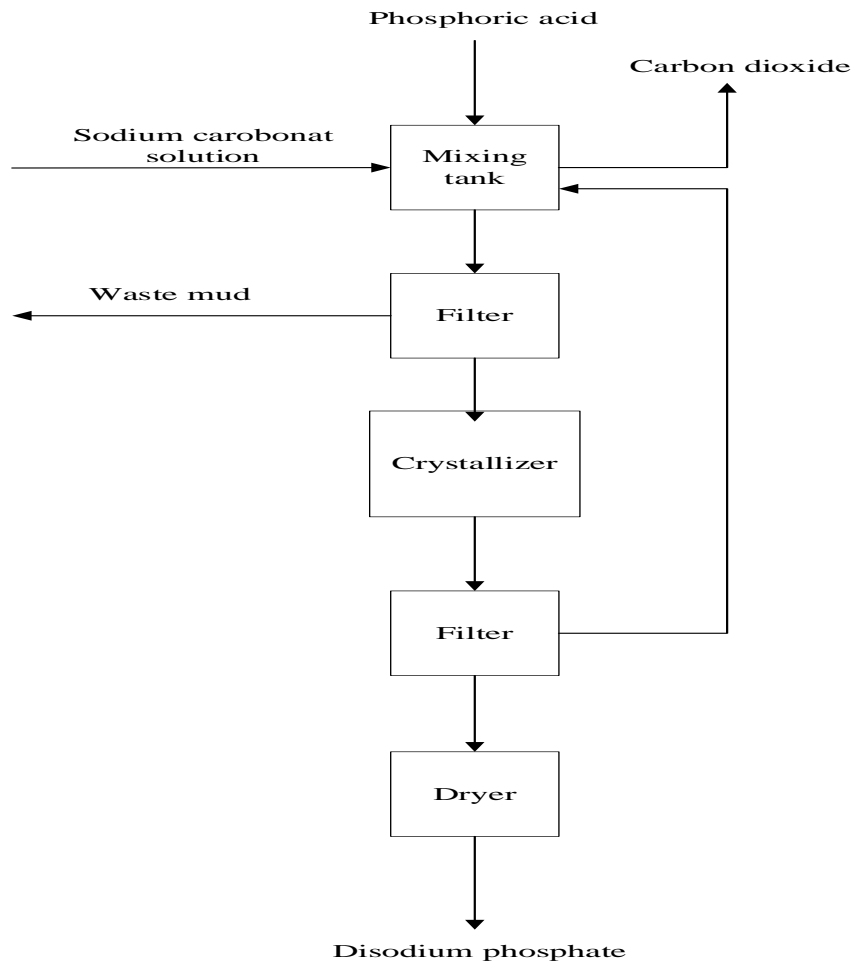 Phosphoric acid
Carbon dioxide
Sodium carobonat
solution
Mixing
tank
Waste mud
Filter
Crystallizer
Filter
Dryer
Disodium phosphate